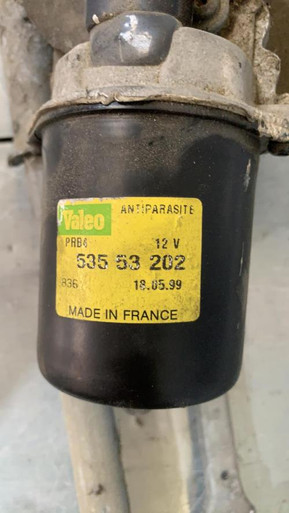 Valeo
ANTIPARASITE
PRB4 12 V
535 53 202
836 18.05.99
MADE IN FRANCE